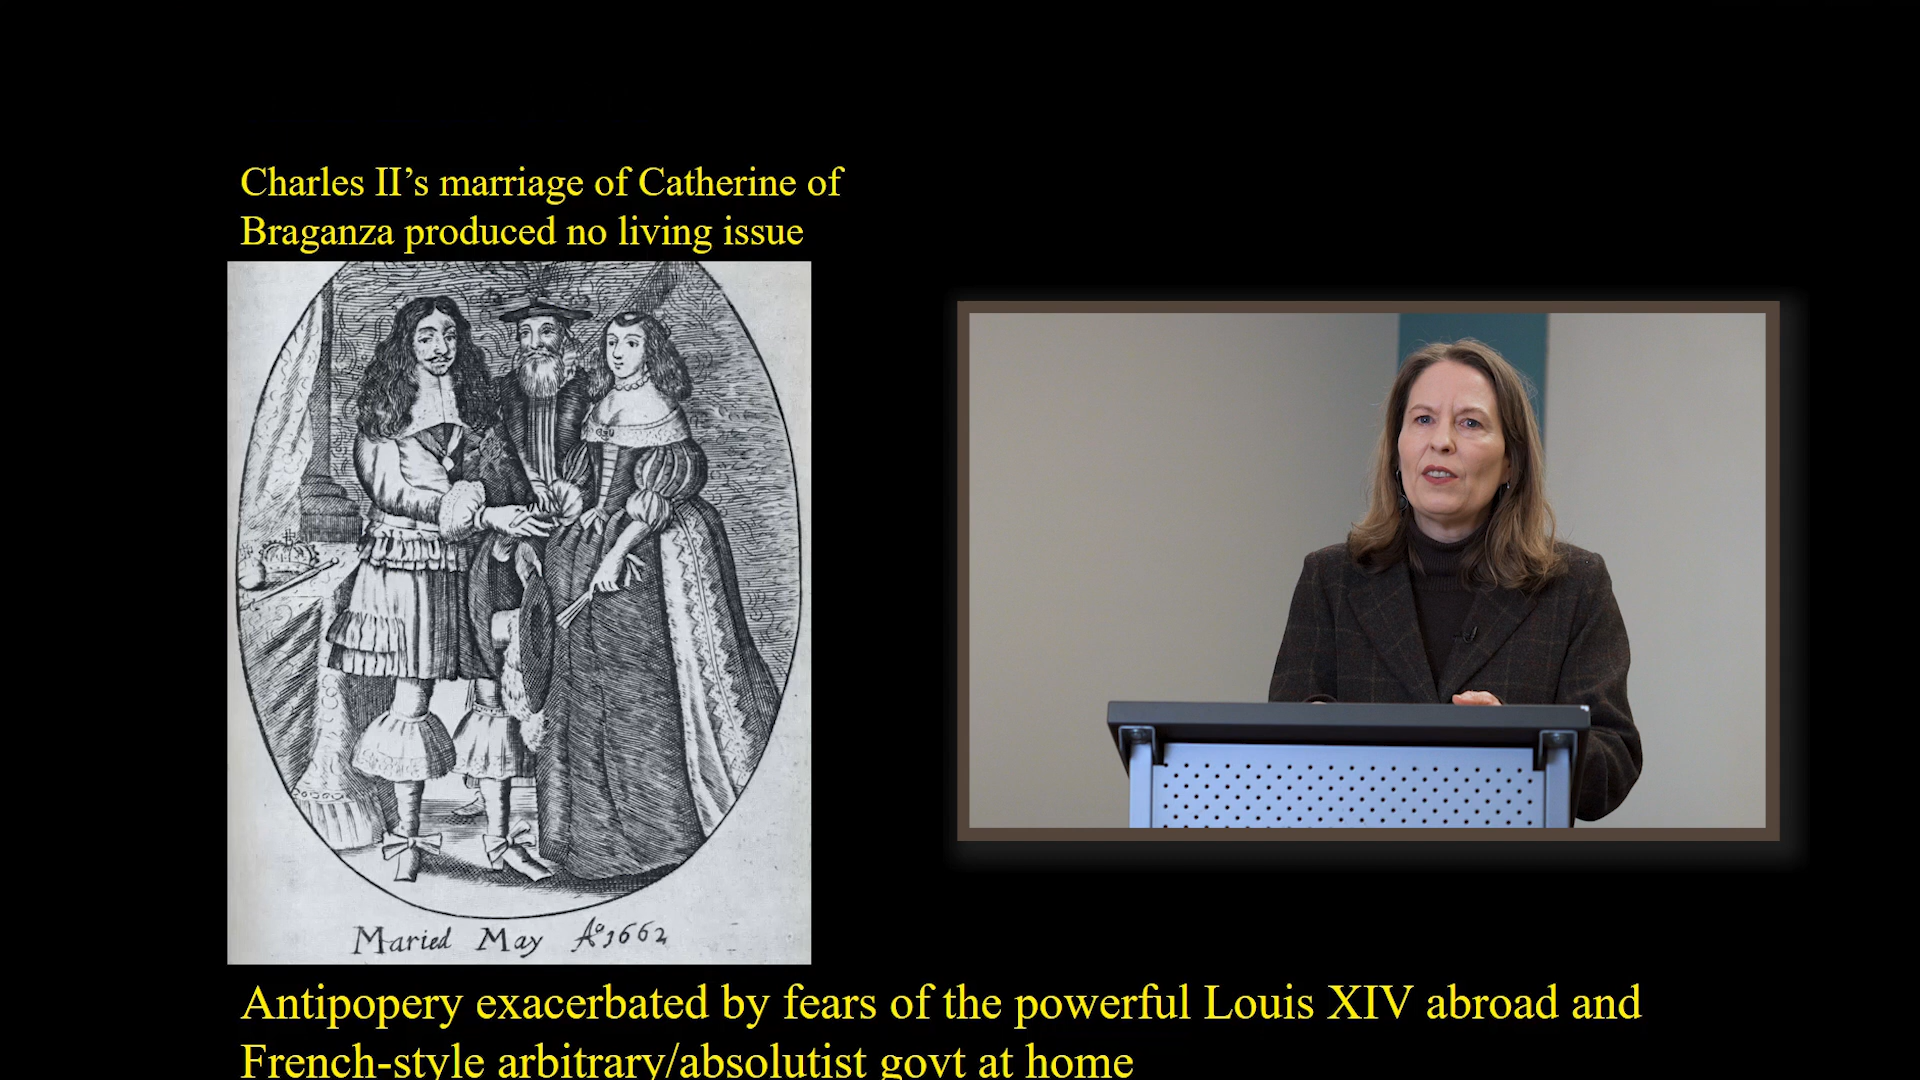 Charles II’s marriage of Catherine of
Braganza produced no living issue
Maried May Aº 1662
Antipopery exacerbated by fears of the powerful Louis XIV abroad and
French-style arbitrary/absolutist govt at home